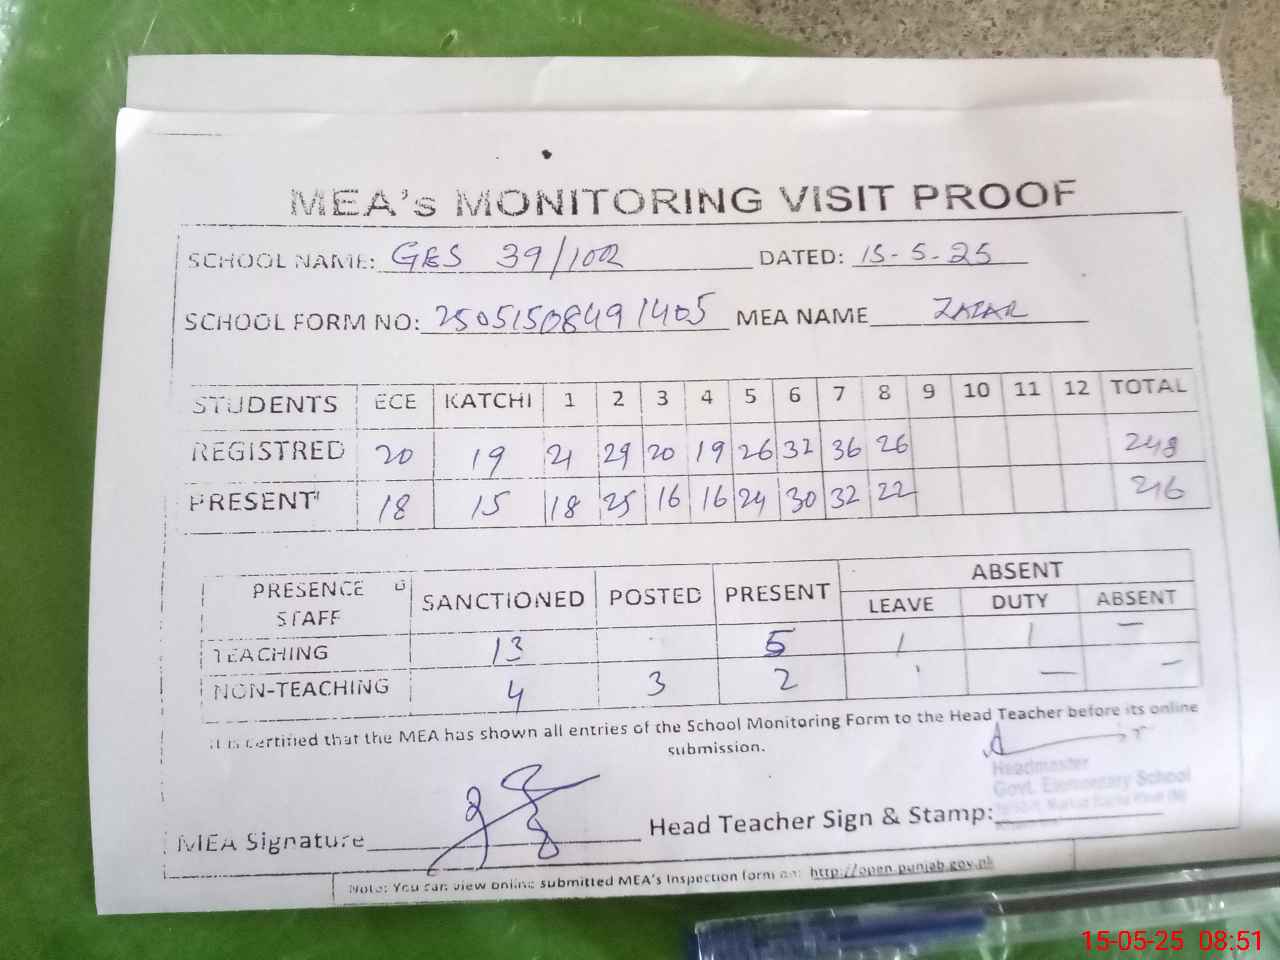 MEA's MONITORING VISIT PROOF
SCHOOL NAME: GES 39/10R DATED: 15-5-25
SCHOOL FORM NO: 25051508491405 MEA NAME ZAZAR
STUDENTS ECE KATCHI 1 2 3 4 5 6 7 8 9 10 11 12 TOTAL
REGISTRED 20 19 21 29 20 19 26 32 36 26 248
PRESENT 18 15 18 25 16 16 24 30 32 22 216
PRESENCE STAFF SANCTIONED POSTED PRESENT ABSENT
LEAVE DUTY ABSENT
TEACHING 13 5 1 1 —
NON-TEACHING 4 3 2 — —
It is certified that the MEA has shown all entries of the School Monitoring Form to the Head Teacher before its online
submission.
Headmaster
Govt. Elementary School
MEA Signature Head Teacher Sign & Stamp:
Note: You can view online submitted MEA's Inspection form on: http://open.punjab.gov.pk
15-05-25 08:51